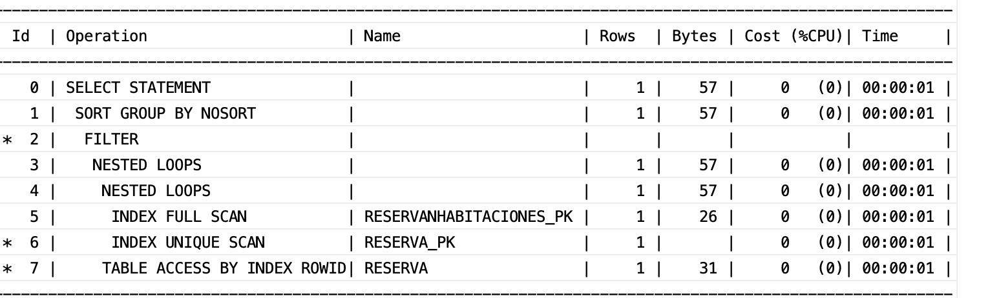 --------------------------------------------------------------------------------------------------------
 Id  | Operation                      | Name                     | Rows  | Bytes | Cost (%CPU)| Time     |
--------------------------------------------------------------------------------------------------------
   0 | SELECT STATEMENT               |                          |     1 |    57 |     0   (0)| 00:00:01 |
   1 |  SORT GROUP BY NOSORT          |                          |     1 |    57 |     0   (0)| 00:00:01 |
*  2 |   FILTER                       |                          |       |       |            |          |
   3 |    NESTED LOOPS                |                          |     1 |    57 |     0   (0)| 00:00:01 |
   4 |     NESTED LOOPS               |                          |     1 |    57 |     0   (0)| 00:00:01 |
   5 |      INDEX FULL SCAN           | RESERVANHABITACIONES_PK  |     1 |    26 |     0   (0)| 00:00:01 |
*  6 |      INDEX UNIQUE SCAN         | RESERVA_PK               |     1 |       |     0   (0)| 00:00:01 |
*  7 |     TABLE ACCESS BY INDEX ROWID| RESERVA                  |     1 |    31 |     0   (0)| 00:00:01 |
--------------------------------------------------------------------------------------------------------